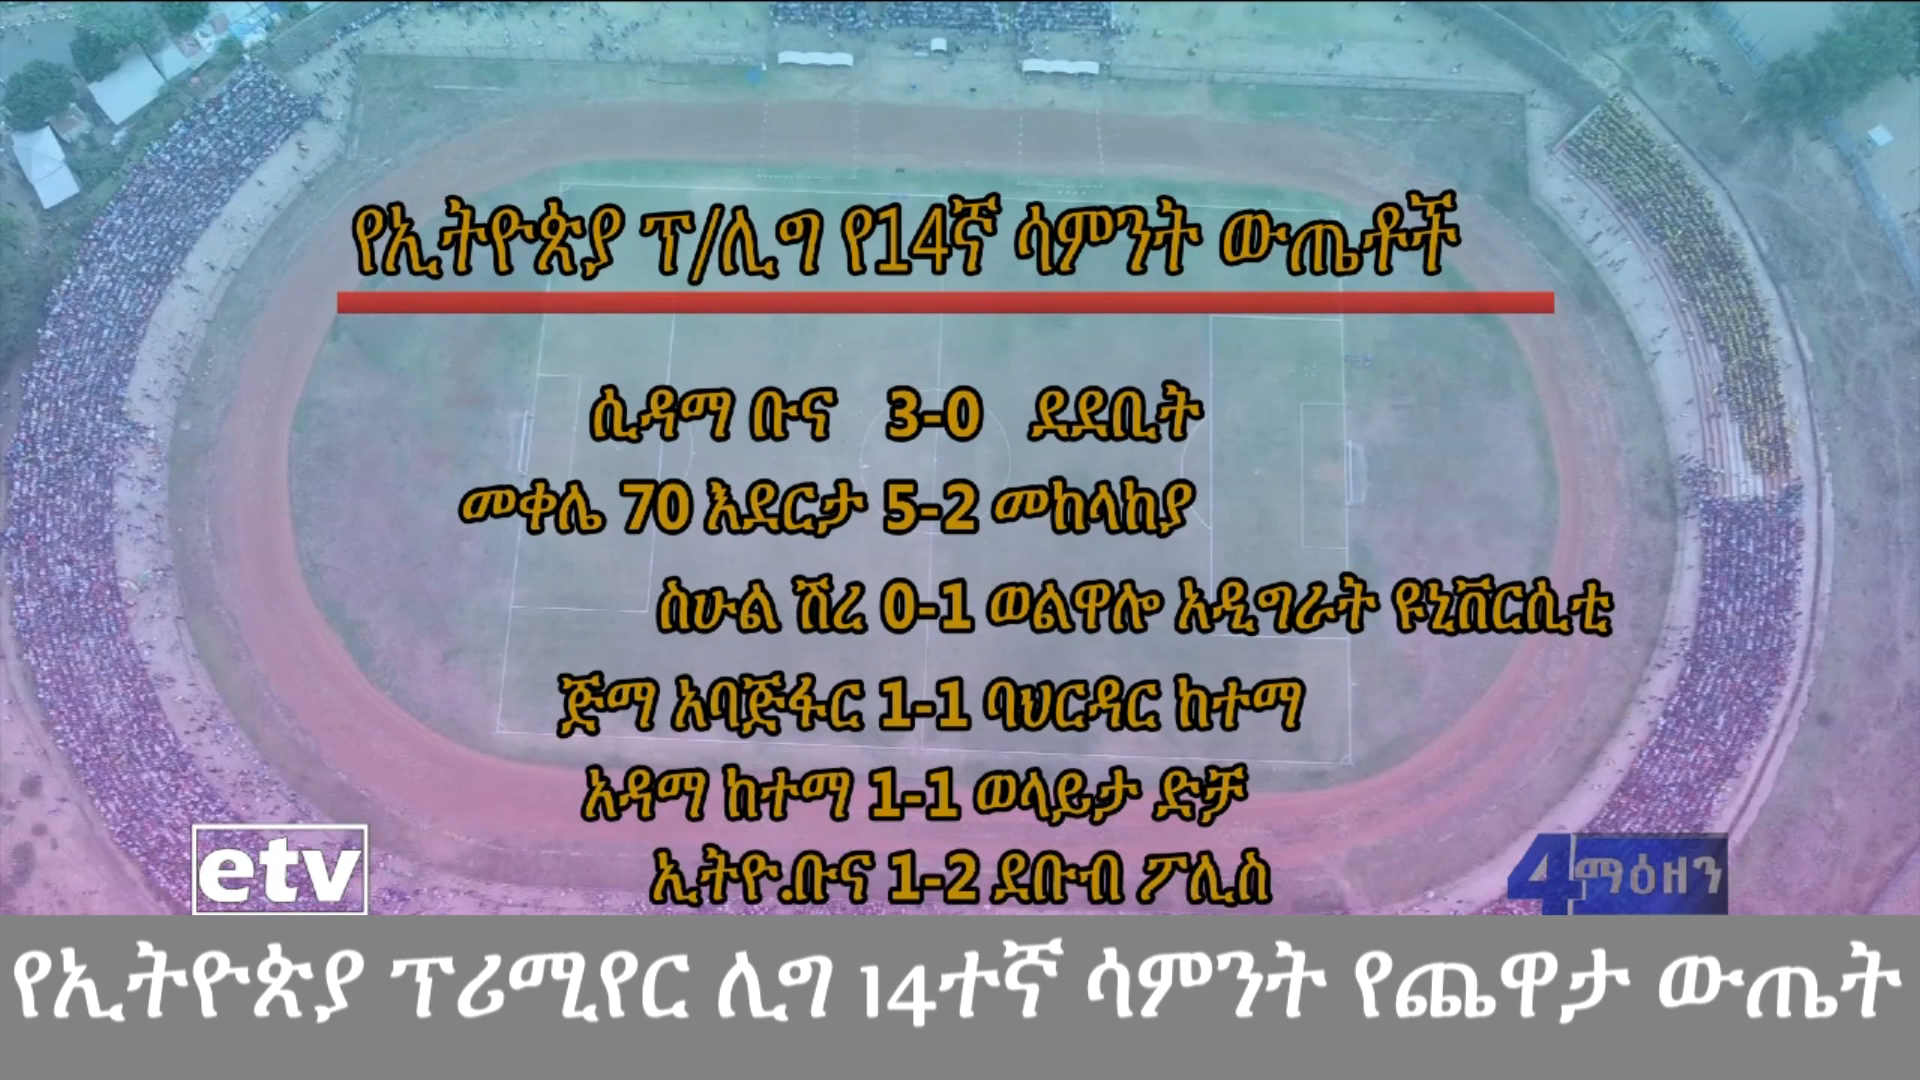 የኢትዮጵያ ፕ/ሊግ የ14ኛ ሳምንት ውጤቶች
ሲዳማ ቡና 3-0 ደደቢት
መቀሌ 70 እደርታ 5-2 መከላከያ
ስሁል ሽረ 0-1 ወልዋሎ አዲግራት ዩኒቨርሲቲ
ጅማ አባጅፋር 1-1 ባህርዳር ከተማ
አዳማ ከተማ 1-1 ወላይታ ድቻ
ኢትዮ.ቡና 1-2 ደቡብ ፖሊስ
etv
4 ማዕዘን
የኢትዮጵያ ፕሪሚየር ሊግ 14ተኛ ሳምንት የጨዋታ ውጤት